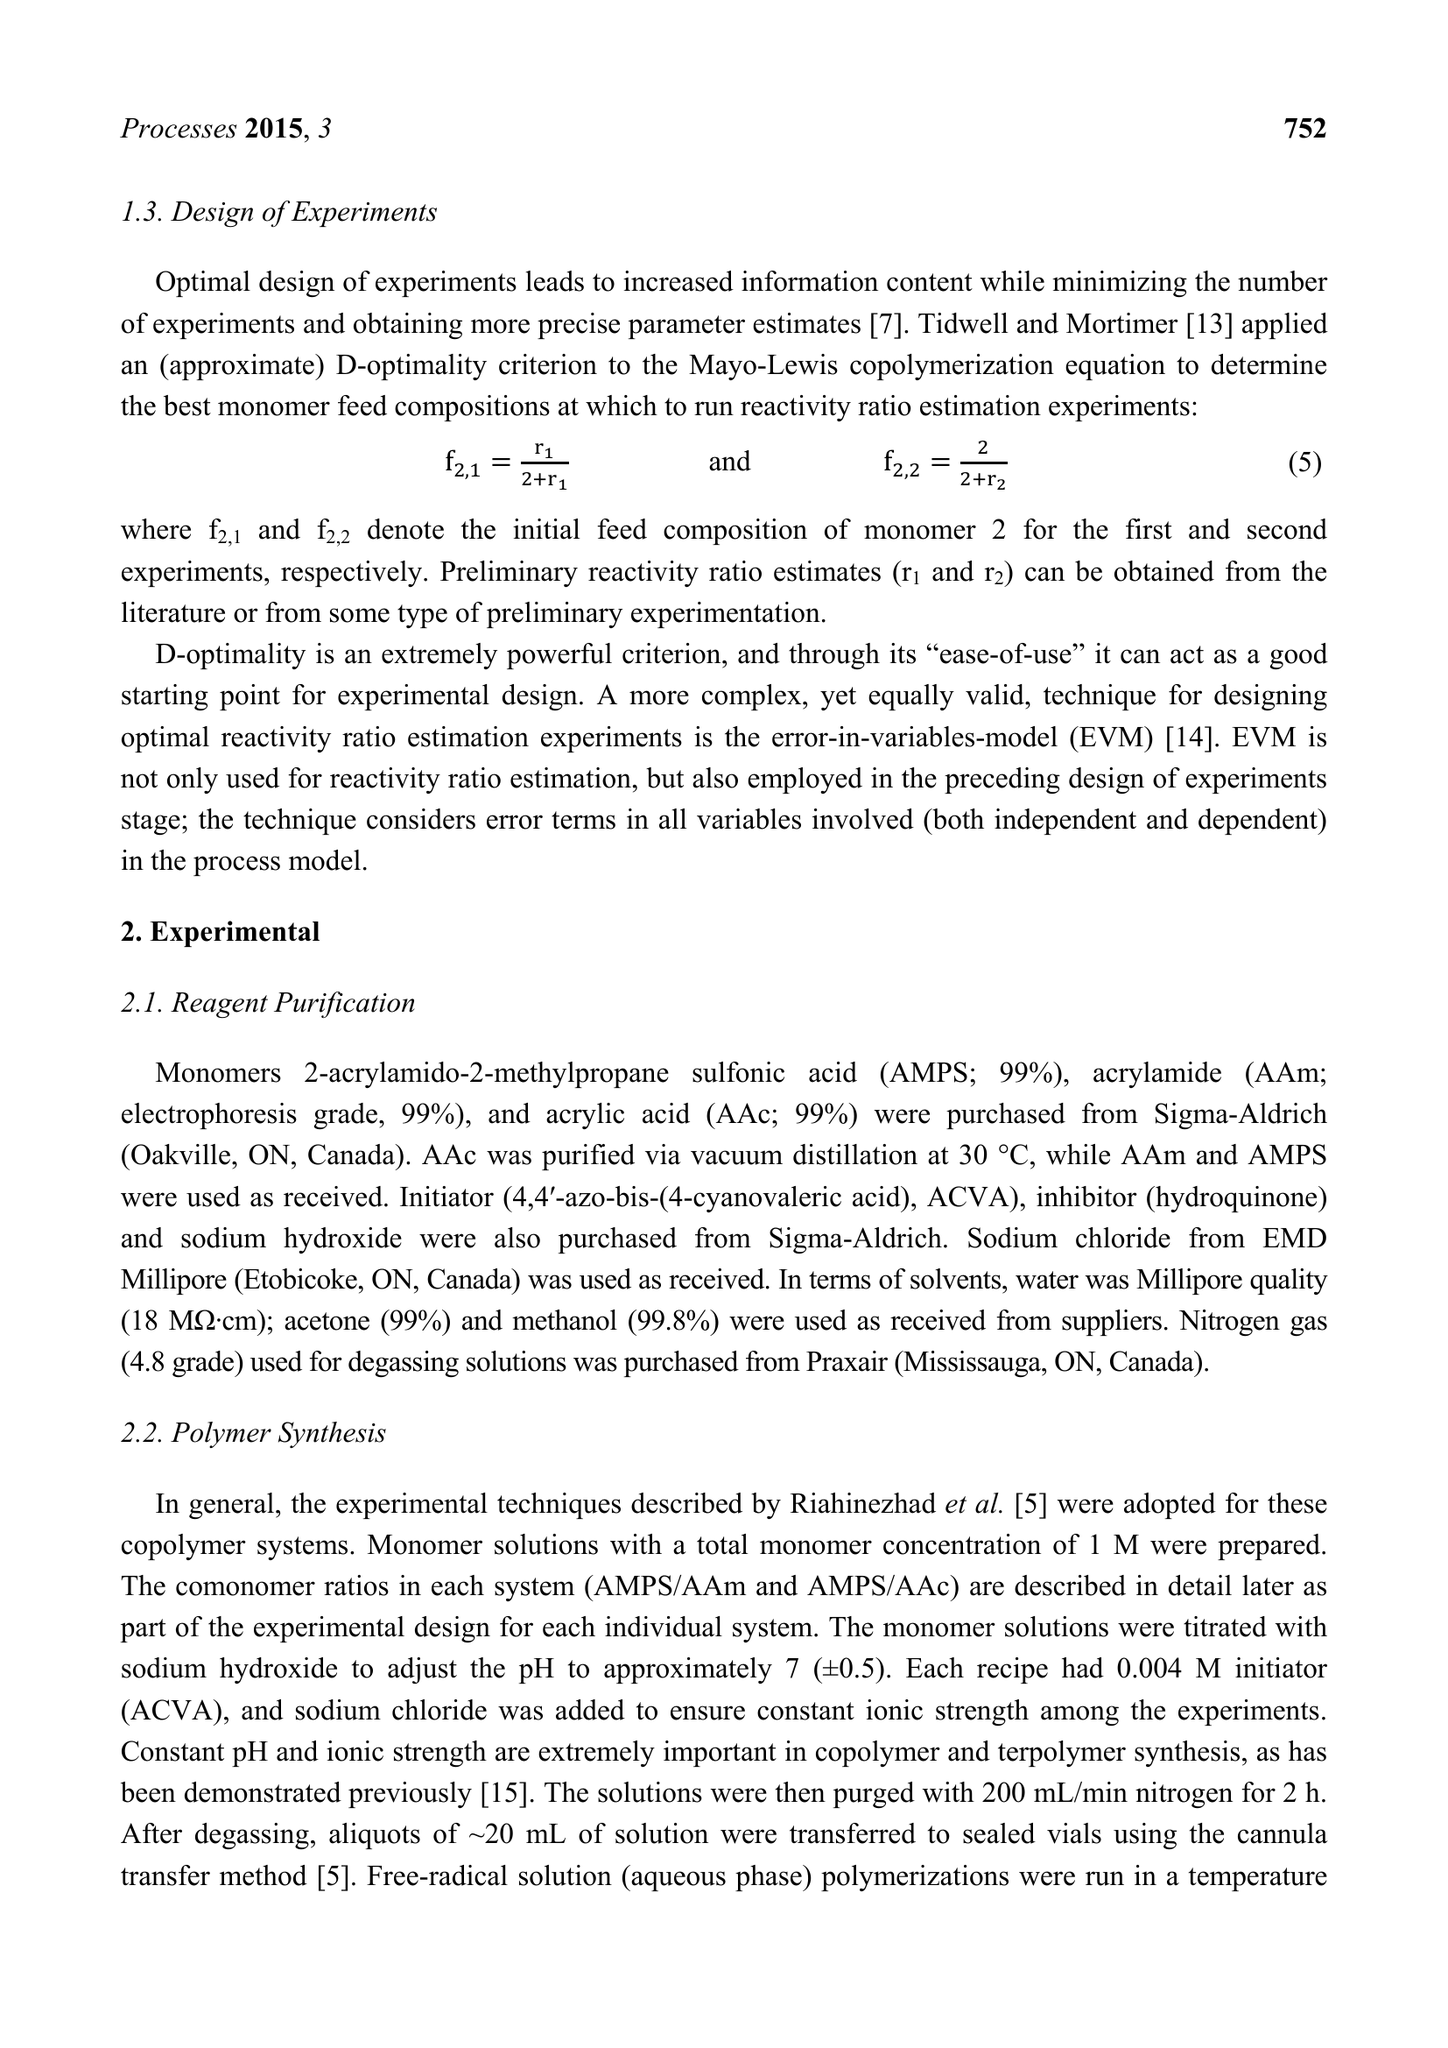 Processes 2015, 3 752
1.3. Design of Experiments
Optimal design of experiments leads to increased information content while minimizing the number
of experiments and obtaining more precise parameter estimates [7]. Tidwell and Mortimer [13] applied
an (approximate) D-optimality criterion to the Mayo-Lewis copolymerization equation to determine
the best monomer feed compositions at which to run reactivity ratio estimation experiments:
f₂,₁ = r₁/(2+r₁) and f₂,₂ = 2/(2+r₂) (5)
where f₂,₁ and f₂,₂ denote the initial feed composition of monomer 2 for the first and second
experiments, respectively. Preliminary reactivity ratio estimates (r₁ and r₂) can be obtained from the
literature or from some type of preliminary experimentation.
D-optimality is an extremely powerful criterion, and through its “ease-of-use” it can act as a good
starting point for experimental design. A more complex, yet equally valid, technique for designing
optimal reactivity ratio estimation experiments is the error-in-variables-model (EVM) [14]. EVM is
not only used for reactivity ratio estimation, but also employed in the preceding design of experiments
stage; the technique considers error terms in all variables involved (both independent and dependent)
in the process model.
2. Experimental
2.1. Reagent Purification
Monomers 2-acrylamido-2-methylpropane sulfonic acid (AMPS; 99%), acrylamide (AAm;
electrophoresis grade, 99%), and acrylic acid (AAc; 99%) were purchased from Sigma-Aldrich
(Oakville, ON, Canada). AAc was purified via vacuum distillation at 30 °C, while AAm and AMPS
were used as received. Initiator (4,4′-azo-bis-(4-cyanovaleric acid), ACVA), inhibitor (hydroquinone)
and sodium hydroxide were also purchased from Sigma-Aldrich. Sodium chloride from EMD
Millipore (Etobicoke, ON, Canada) was used as received. In terms of solvents, water was Millipore quality
(18 MΩ·cm); acetone (99%) and methanol (99.8%) were used as received from suppliers. Nitrogen gas
(4.8 grade) used for degassing solutions was purchased from Praxair (Mississauga, ON, Canada).
2.2. Polymer Synthesis
In general, the experimental techniques described by Riahinezhad et al. [5] were adopted for these
copolymer systems. Monomer solutions with a total monomer concentration of 1 M were prepared.
The comonomer ratios in each system (AMPS/AAm and AMPS/AAc) are described in detail later as
part of the experimental design for each individual system. The monomer solutions were titrated with
sodium hydroxide to adjust the pH to approximately 7 (±0.5). Each recipe had 0.004 M initiator
(ACVA), and sodium chloride was added to ensure constant ionic strength among the experiments.
Constant pH and ionic strength are extremely important in copolymer and terpolymer synthesis, as has
been demonstrated previously [15]. The solutions were then purged with 200 mL/min nitrogen for 2 h.
After degassing, aliquots of ~20 mL of solution were transferred to sealed vials using the cannula
transfer method [5]. Free-radical solution (aqueous phase) polymerizations were run in a temperature